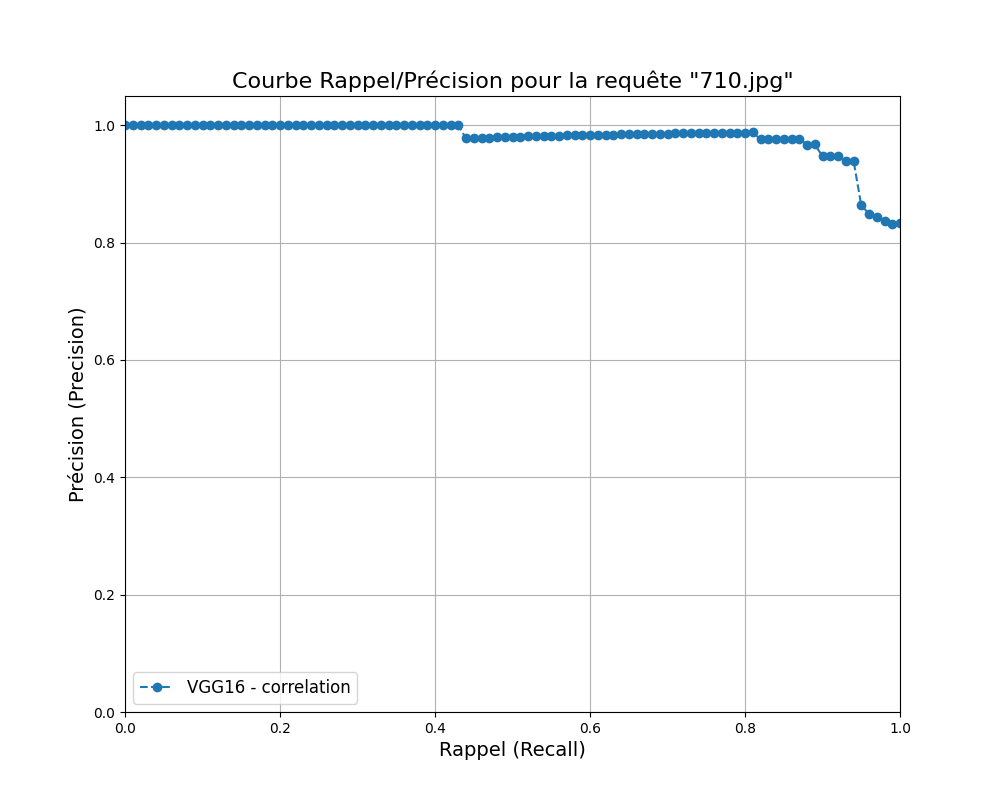 Courbe Rappel/Précision pour la requête "710.jpg"
Précision (Precision)
1.0
0.8
0.6
0.4
0.2
0.0
VGG16 - correlation
0.0 0.2 0.4 0.6 0.8 1.0
Rappel (Recall)